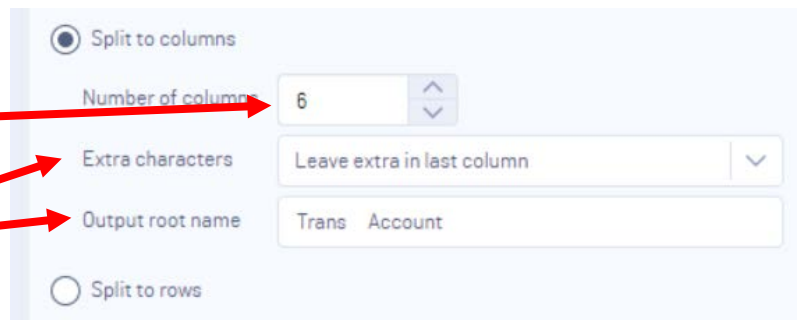 Split to columns
Number of columns 6
Extra characters Leave extra in last column
Output root name Trans Account
Split to rows